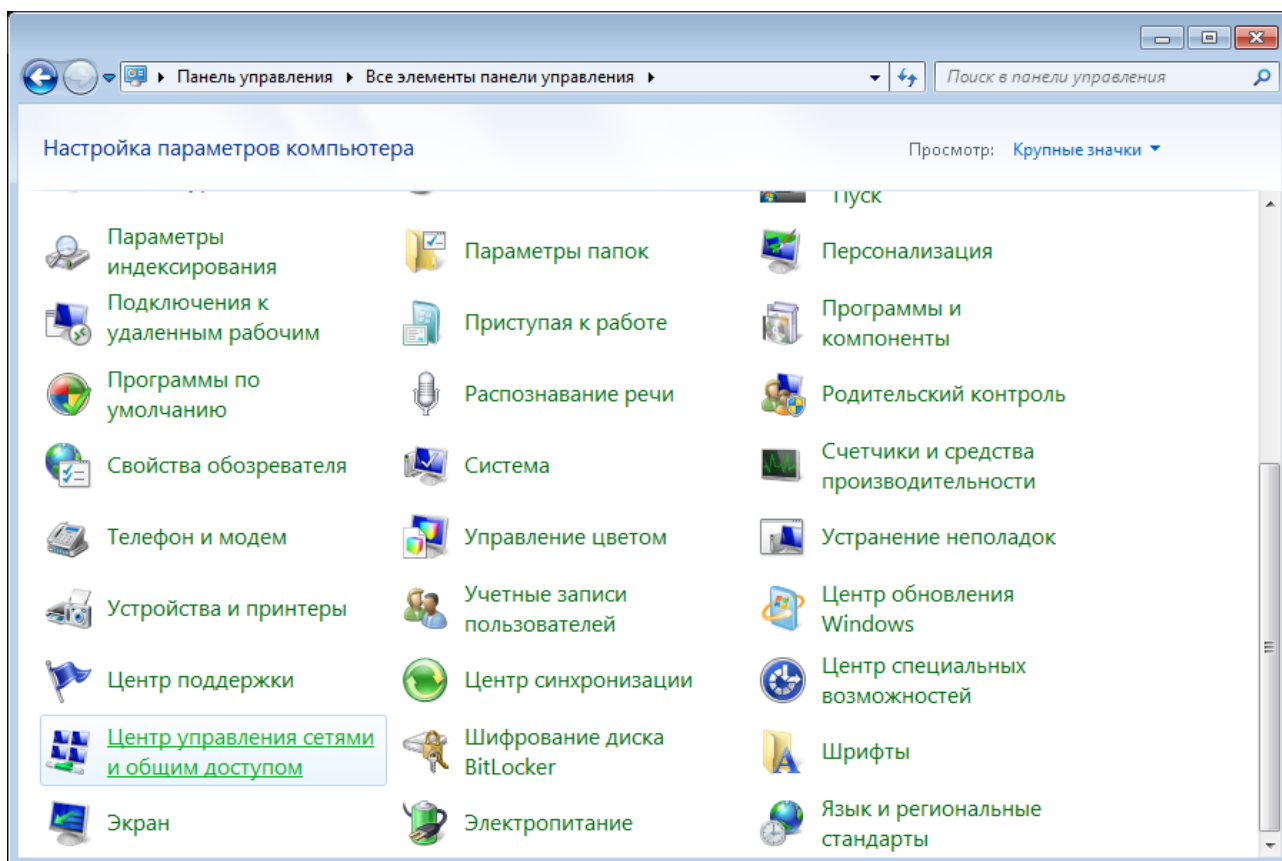 Панель управления
Все элементы панели управления
Поиск в панели управления
Настройка параметров компьютера
Просмотр: Крупные значки
Пуск
Параметры
индексирования
Параметры папок
Персонализация
Подключения к
удаленным рабочим
Приступая к работе
Программы и
компоненты
Программы по
умолчанию
Распознавание речи
Родительский контроль
Свойства обозревателя
Система
Счетчики и средства
производительности
Телефон и модем
Управление цветом
Устранение неполадок
Устройства и принтеры
Учетные записи
пользователей
Центр обновления
Windows
Центр поддержки
Центр синхронизации
Центр специальных
возможностей
Центр управления сетями
и общим доступом
Шифрование диска
BitLocker
Шрифты
Экран
Электропитание
Язык и региональные
стандарты